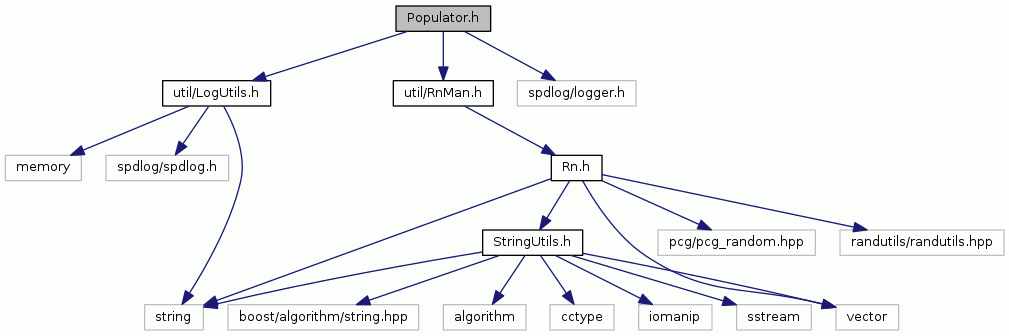 Populator.h
util/LogUtils.h
util/RnMan.h
spdlog/logger.h
memory
spdlog/spdlog.h
Rn.h
StringUtils.h
pcg/pcg_random.hpp
randutils/randutils.hpp
string
boost/algorithm/string.hpp
algorithm
cctype
iomanip
sstream
vector